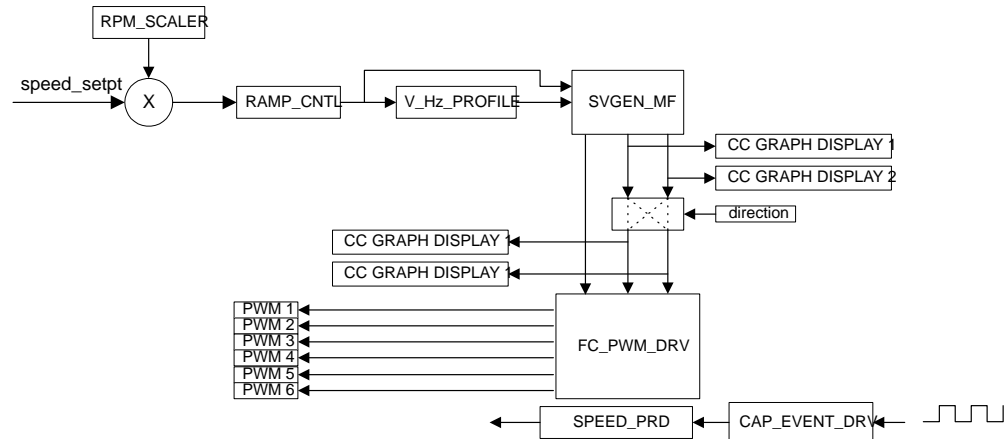 RPM_SCALER
speed_setpt
X
RAMP_CNTL
V_Hz_PROFILE
SVGEN_MF
CC GRAPH DISPLAY 1
CC GRAPH DISPLAY 2
direction
CC GRAPH DISPLAY 1
CC GRAPH DISPLAY 1
PWM 1
PWM 2
PWM 3
PWM 4
PWM 5
PWM 6
FC_PWM_DRV
SPEED_PRD
CAP_EVENT_DRV